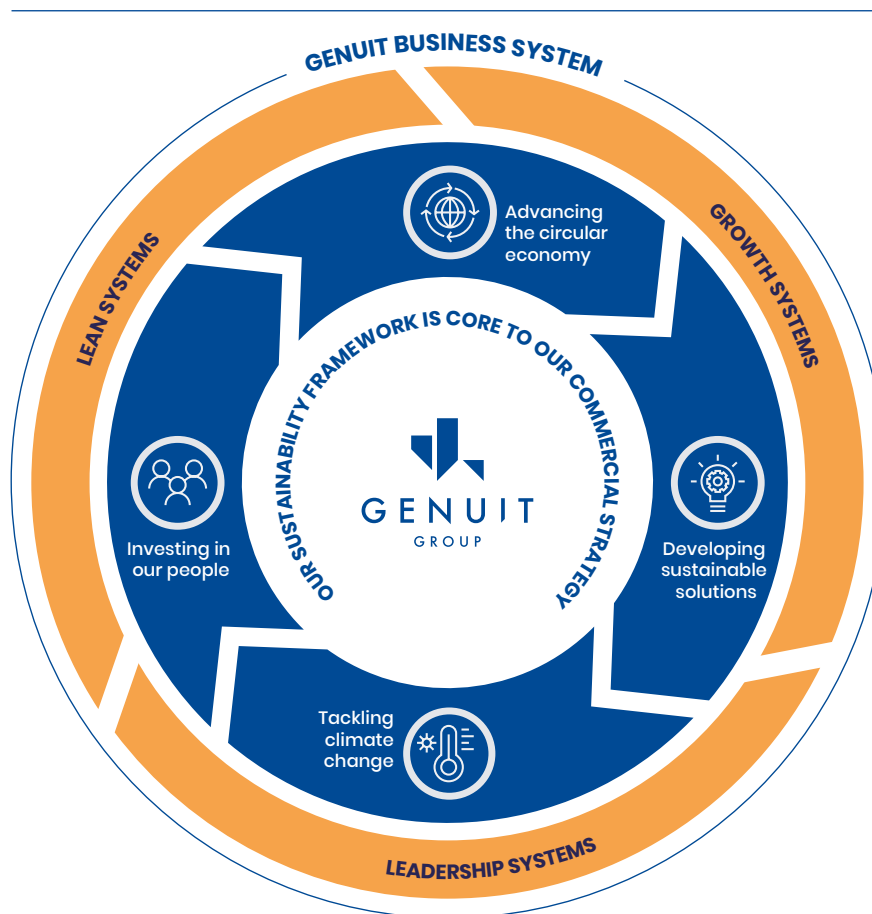 GENUIT BUSINESS SYSTEM
LEAN SYSTEMS
GROWTH SYSTEMS
LEADERSHIP SYSTEMS
Advancing
the circular
economy
OUR SUSTAINABILITY FRAMEWORK IS CORE TO OUR COMMERCIAL STRATEGY
GENUIT
GROUP
Investing in
our people
Developing
sustainable
solutions
Tackling
climate
change